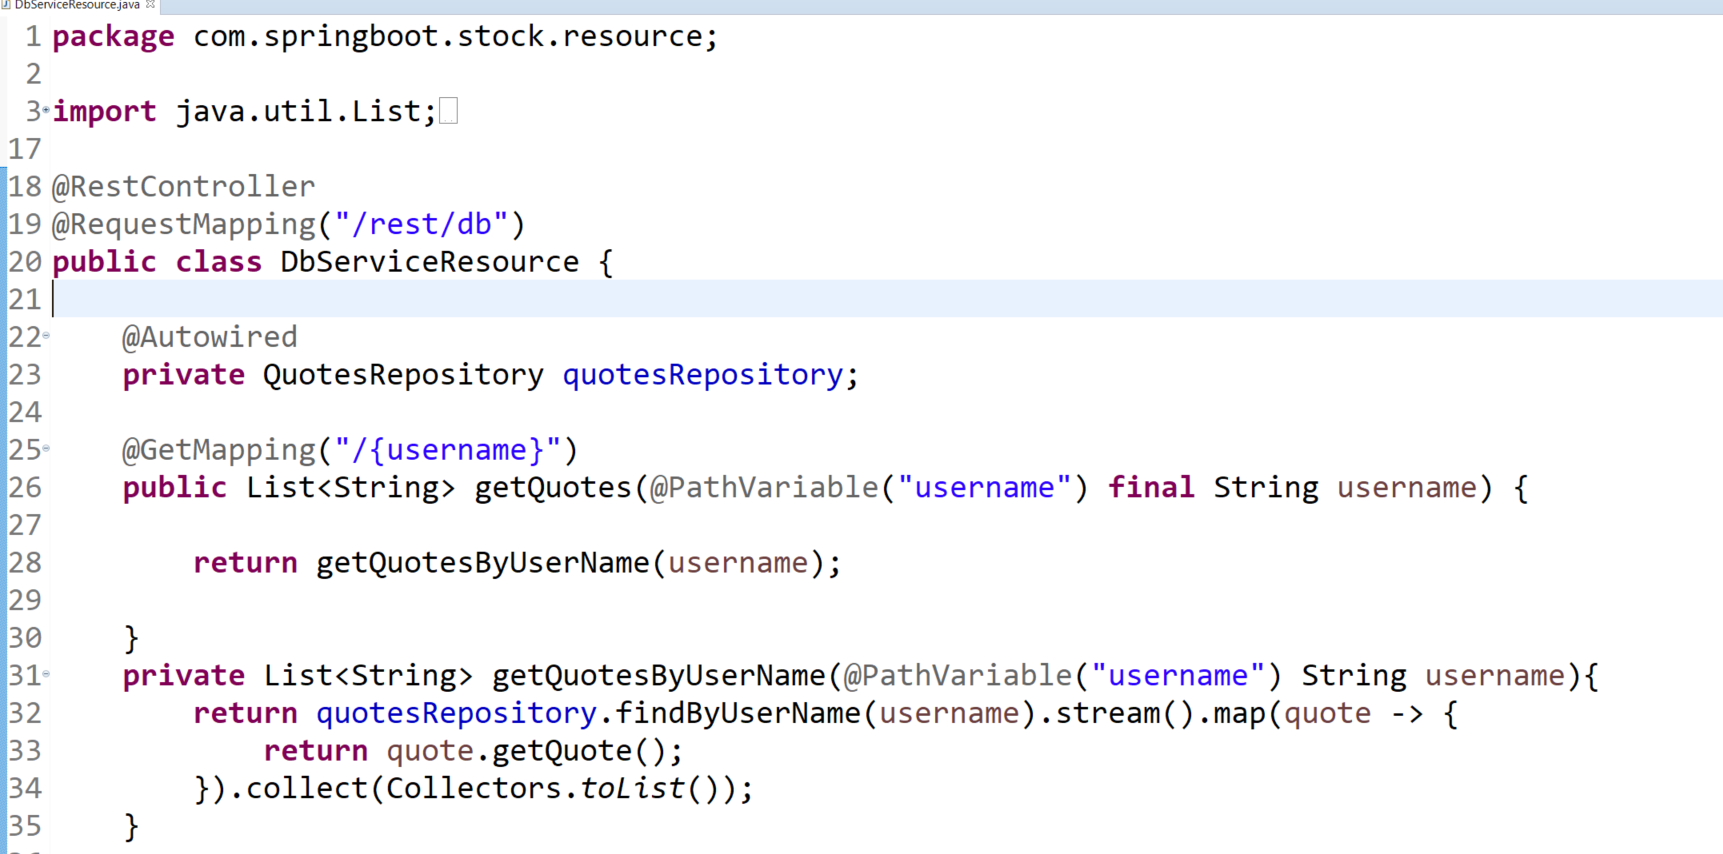 DbServiceResource.java
1 package com.springboot.stock.resource;
2
3 import java.util.List;
17
18 @RestController
19 @RequestMapping("/rest/db")
20 public class DbServiceResource {
21
22 @Autowired
23 private QuotesRepository quotesRepository;
24
25 @GetMapping("/{username}")
26 public List<String> getQuotes(@PathVariable("username") final String username) {
27
28 return getQuotesByUserName(username);
29
30 }
31 private List<String> getQuotesByUserName(@PathVariable("username") String username){
32 return quotesRepository.findByUserName(username).stream().map(quote -> {
33 return quote.getQuote();
34 }).collect(Collectors.toList());
35 }